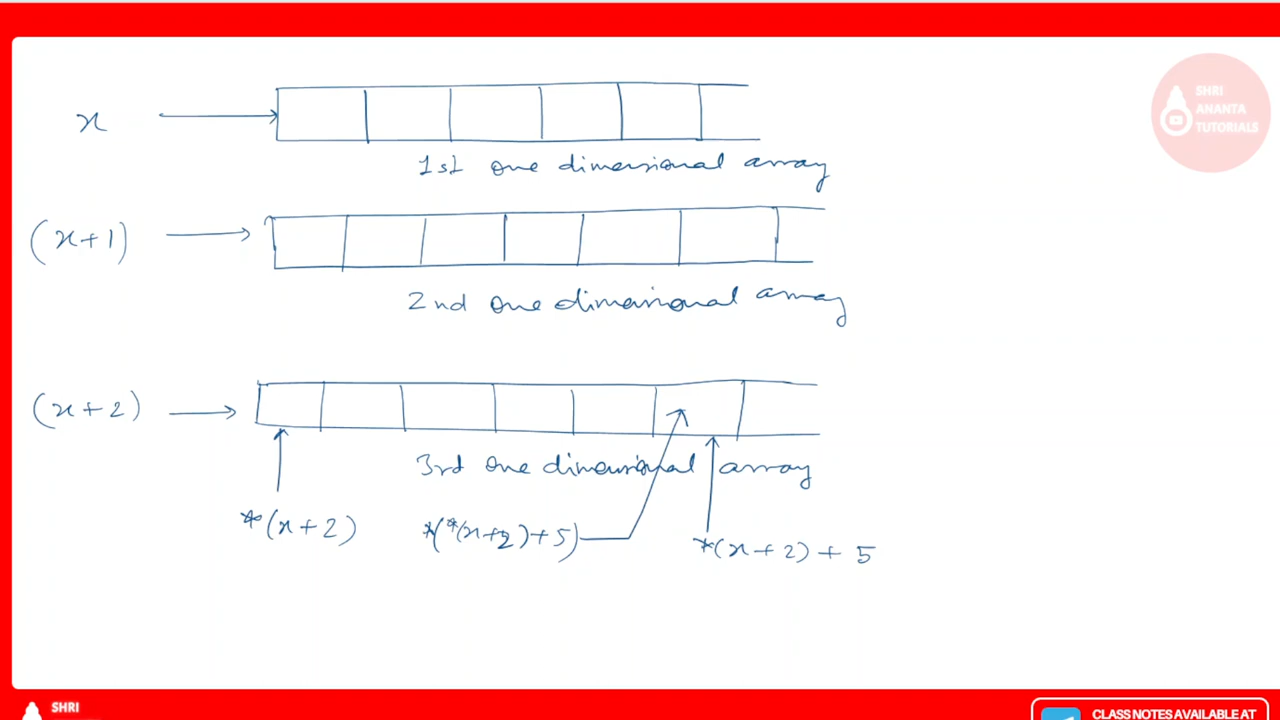 SHRI
ANANTA
TUTORIALS
x
1st one dimensional array
(x+1)
2nd one dimensional array
(x+2)
3rd one dimensional array
*(x+2)
*(*(x+2)+5)
*(x+2)+5
SHRI
CLASS NOTES AVAILABLE AT